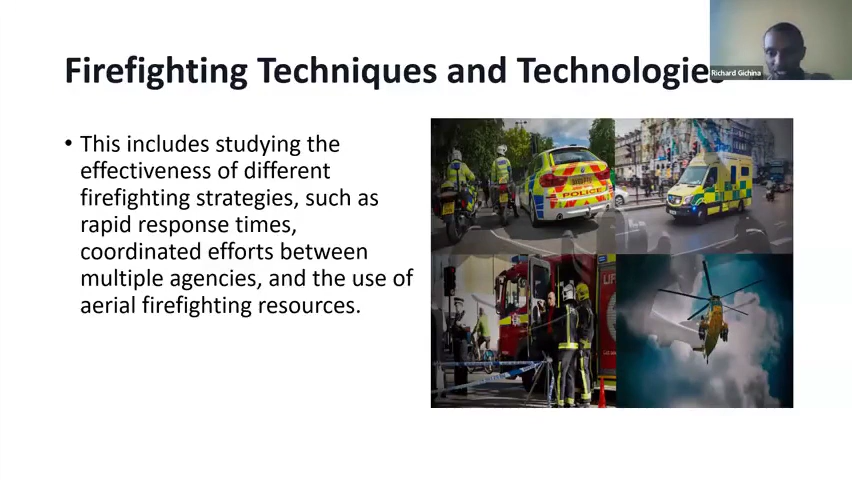 Firefighting Techniques and Technologies
Richard Gichina
• This includes studying the
effectiveness of different
firefighting strategies, such as
rapid response times,
coordinated efforts between
multiple agencies, and the use of
aerial firefighting resources.
POLICE